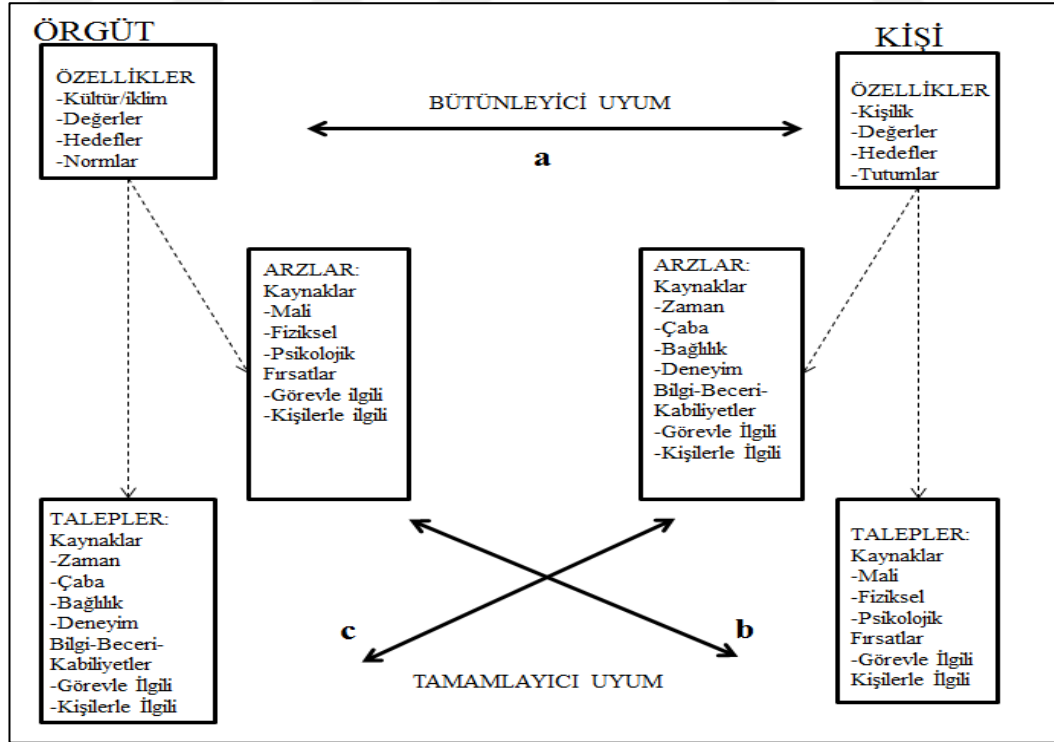 ÖRGÜT
ÖZELLİKLER
-Kültür/iklim
-Değerler
-Hedefler
-Normlar
BÜTÜNLEYİCİ UYUM
a
KİŞİ
ÖZELLİKLER
-Kişilik
-Değerler
-Hedefler
-Tutumlar
ARZLAR:
Kaynaklar
-Mali
-Fiziksel
-Psikolojik
Fırsatlar
-Görevle ilgili
-Kişilerle ilgili
ARZLAR:
Kaynaklar
-Zaman
-Çaba
-Bağlılık
-Deneyim
Bilgi-Beceri-
Kabiliyetler
-Görevle İlgili
-Kişilerle İlgili
TALEPLER:
Kaynaklar
-Zaman
-Çaba
-Bağlılık
-Deneyim
Bilgi-Beceri-
Kabiliyetler
-Görevle İlgili
-Kişilerle İlgili
c
b
TAMAMLAYICI UYUM
TALEPLER:
Kaynaklar
-Mali
-Fiziksel
-Psikolojik
Fırsatlar
-Görevle İlgili
Kişilerle İlgili